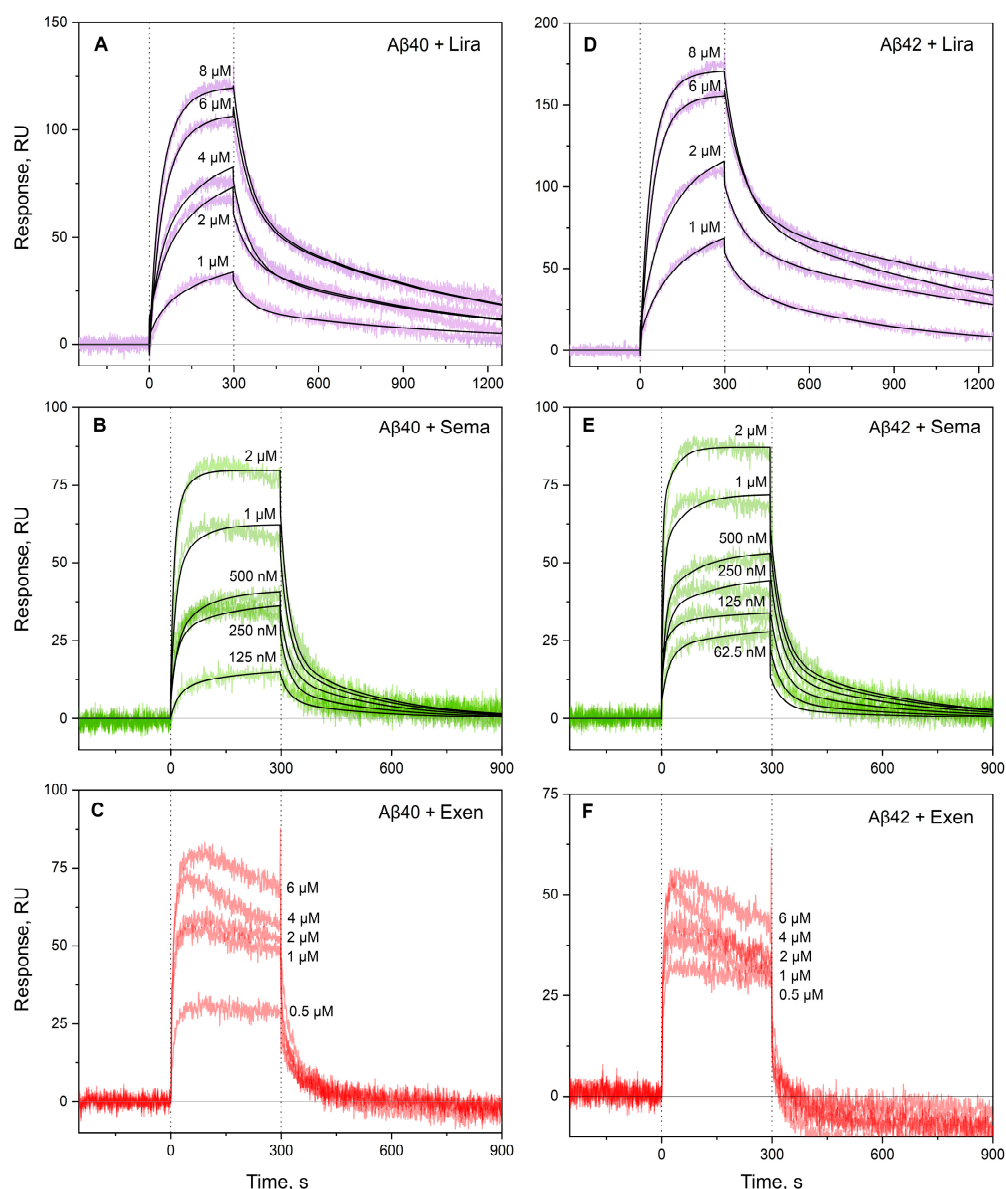 A
Aβ40 + Lira
150
100
50
0
8 µM
6 µM
4 µM
2 µM
1 µM
0 300 600 900 1200
Response, RU
D
Aβ42 + Lira
200
150
100
50
0
8 µM
6 µM
2 µM
1 µM
0 300 600 900 1200
B
Aβ40 + Sema
100
75
50
25
0
2 µM
1 µM
500 nM
250 nM
125 nM
0 300 600 900
Response, RU
E
Aβ42 + Sema
100
75
50
25
0
2 µM
1 µM
500 nM
250 nM
125 nM
62.5 nM
0 300 600 900
C
Aβ40 + Exen
100
75
50
25
0
6 µM
4 µM
2 µM
1 µM
0.5 µM
0 300 600 900
Response, RU
Time, s
F
Aβ42 + Exen
75
50
25
0
6 µM
4 µM
2 µM
1 µM
0.5 µM
0 300 600 900
Time, s